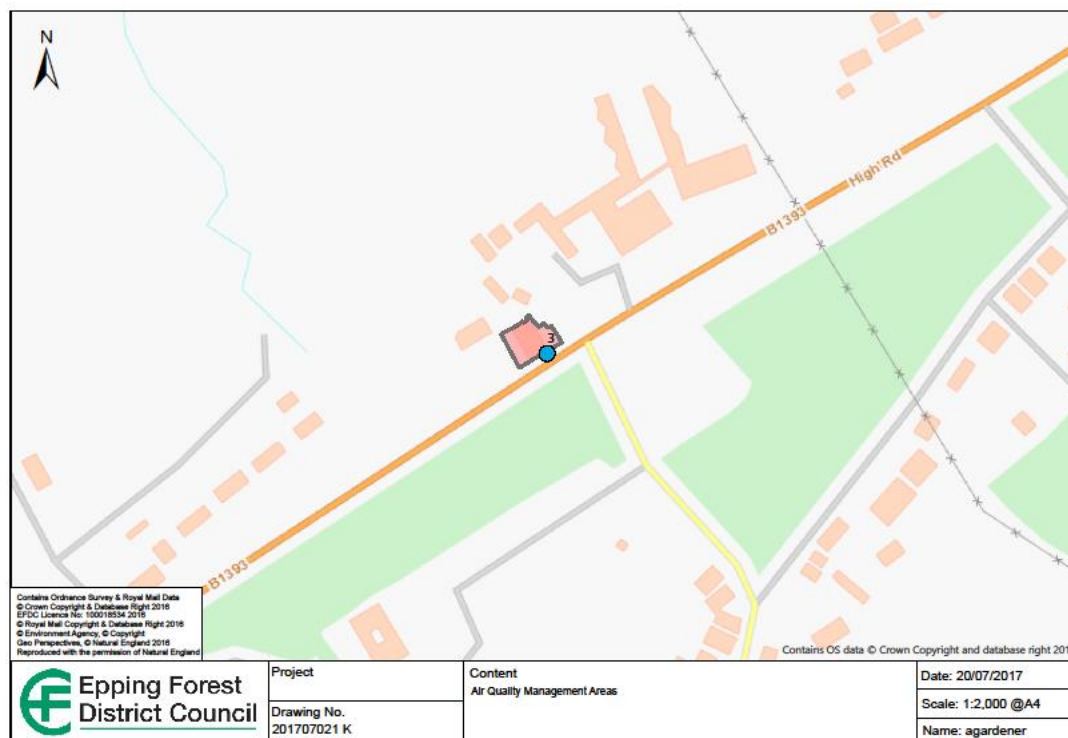 N
High Rd
B1393
3
B1393
Contains Ordnance Survey & Royal Mail Data
© Crown Copyright & Database Right 2016
EFDC Licence No: 100018534 2016
© Royal Mail Copyright & Database Right 2016
© Environment Agency, © Copyright
Geo Perspectives, © Natural England 2016
Reproduced with the permission of Natural England
Contains OS data © Crown Copyright and database right 201
Epping Forest
District Council
Project
Drawing No.
201707021 K
Content
Air Quality Management Areas
Date: 20/07/2017
Scale: 1:2,000 @A4
Name: agardener